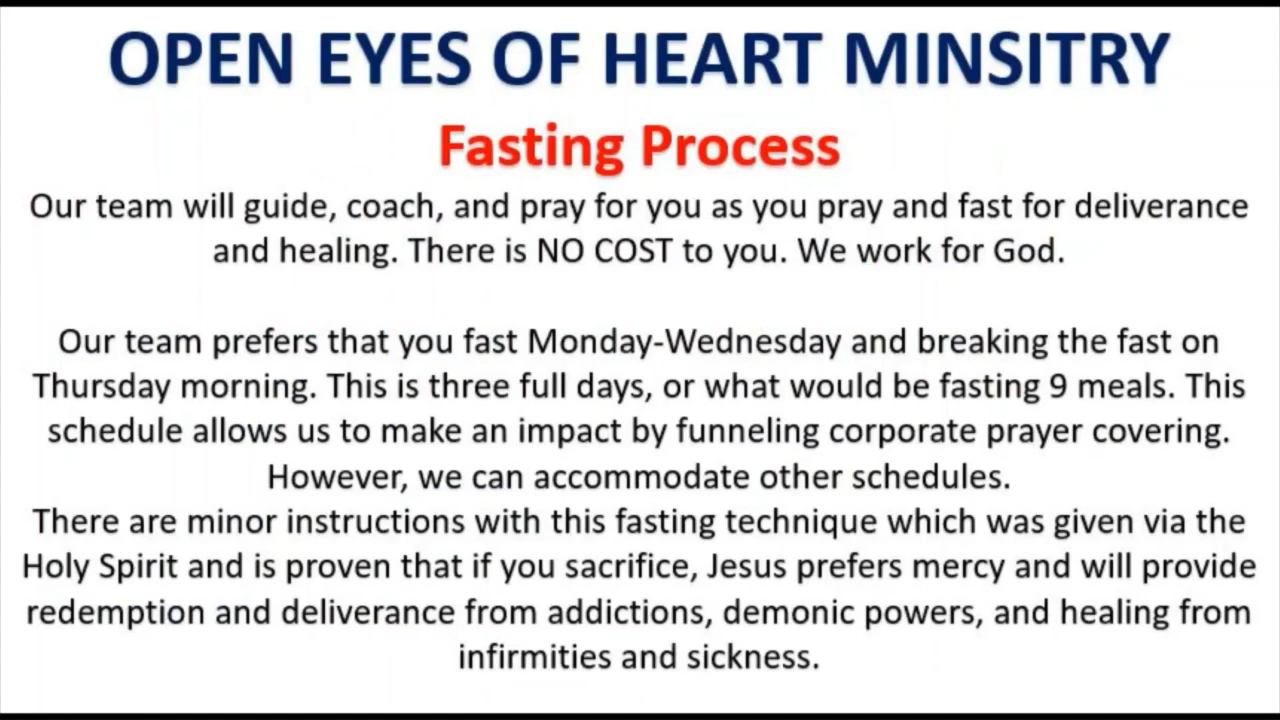 OPEN EYES OF HEART MINSITRY
Fasting Process
Our team will guide, coach, and pray for you as you pray and fast for deliverance
and healing. There is NO COST to you. We work for God.
Our team prefers that you fast Monday-Wednesday and breaking the fast on
Thursday morning. This is three full days, or what would be fasting 9 meals. This
schedule allows us to make an impact by funneling corporate prayer covering.
However, we can accommodate other schedules.
There are minor instructions with this fasting technique which was given via the
Holy Spirit and is proven that if you sacrifice, Jesus prefers mercy and will provide
redemption and deliverance from addictions, demonic powers, and healing from
infirmities and sickness.